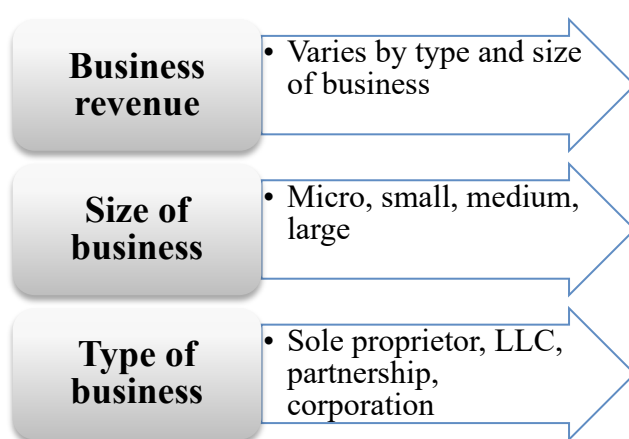 Business
revenue
• Varies by type and size
of business
Size of
business
• Micro, small, medium,
large
Type of
business
• Sole proprietor, LLC,
partnership,
corporation